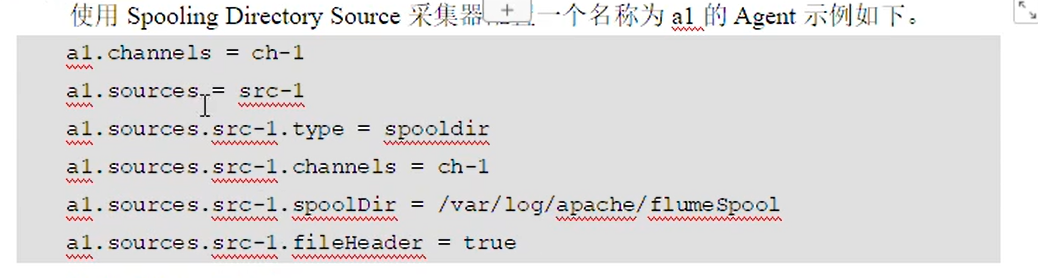 使用 Spooling Directory Source 采集器 一个名称为 a1 的 Agent 示例如下。
a1.channels = ch-1
a1.sources = src-1
a1.sources.src-1.type = spooldir
a1.sources.src-1.channels = ch-1
a1.sources.src-1.spoolDir = /var/log/apache/flumeSpool
a1.sources.src-1.fileHeader = true